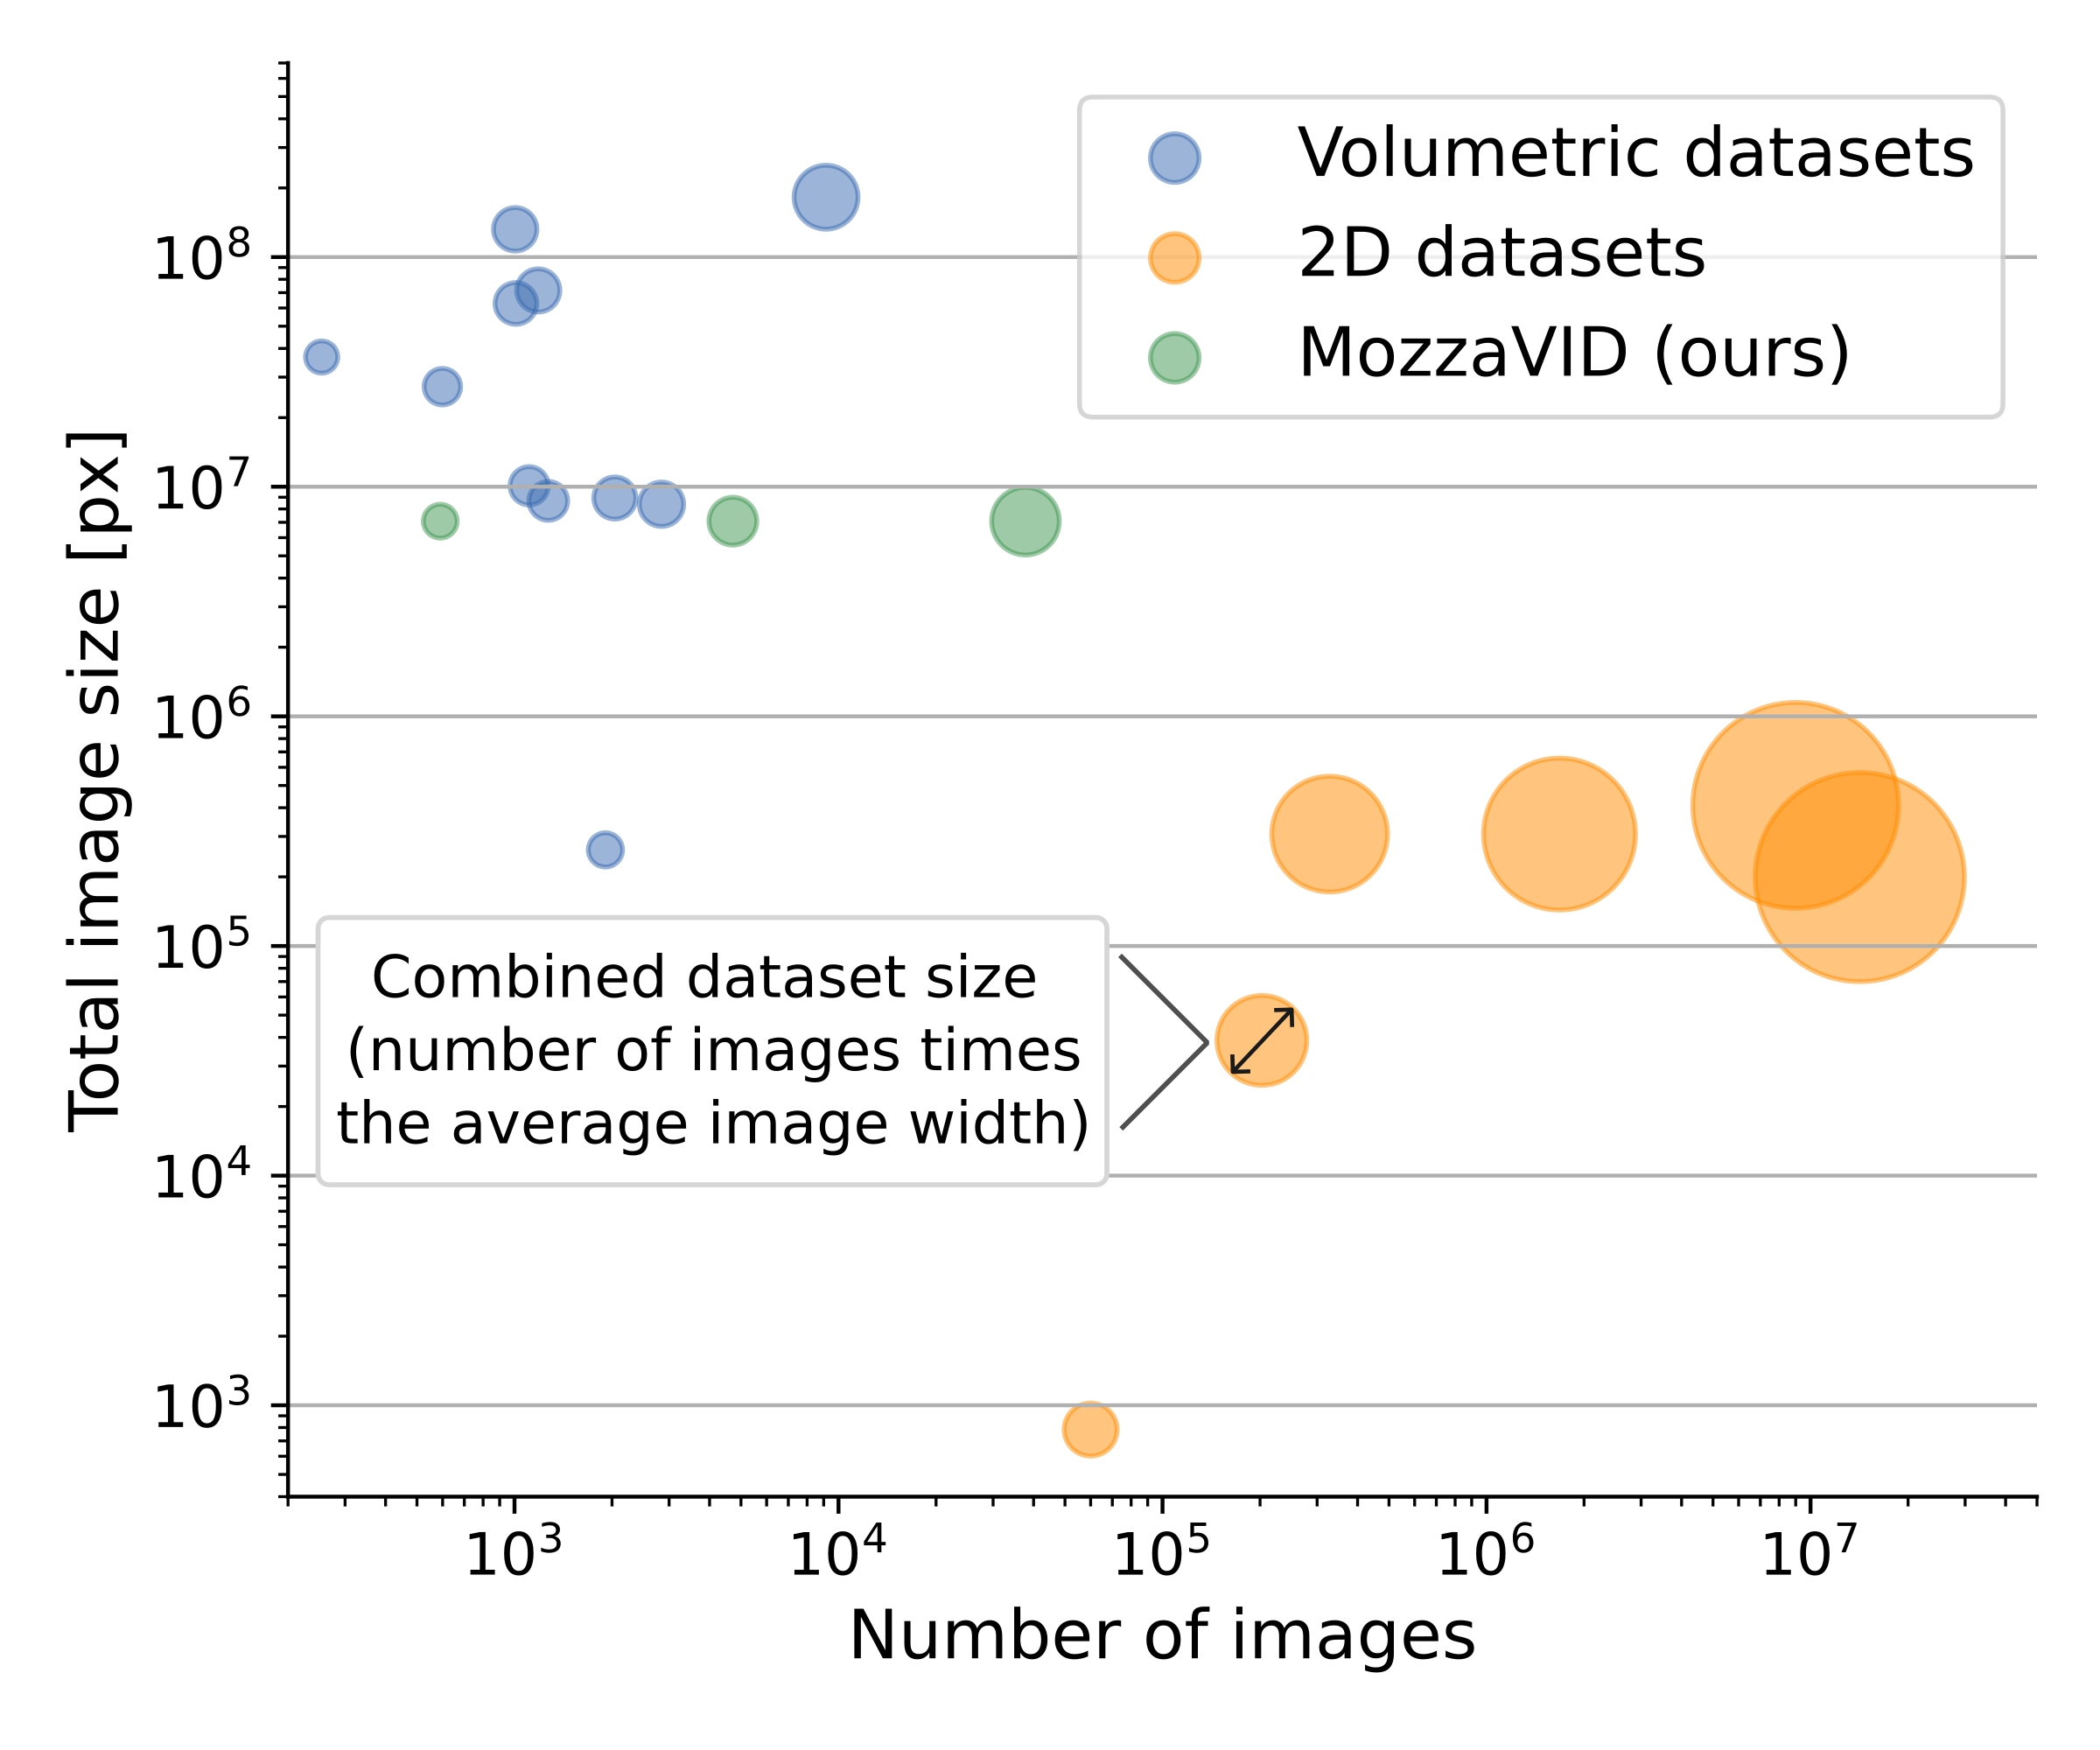 Volumetric datasets
2D datasets
MozzaVID (ours)
Total image size [px]
10⁸
10⁷
10⁶
10⁵
10⁴
10³
Combined dataset size
(number of images times
the average image width)
10³ 10⁴ 10⁵ 10⁶ 10⁷
Number of images